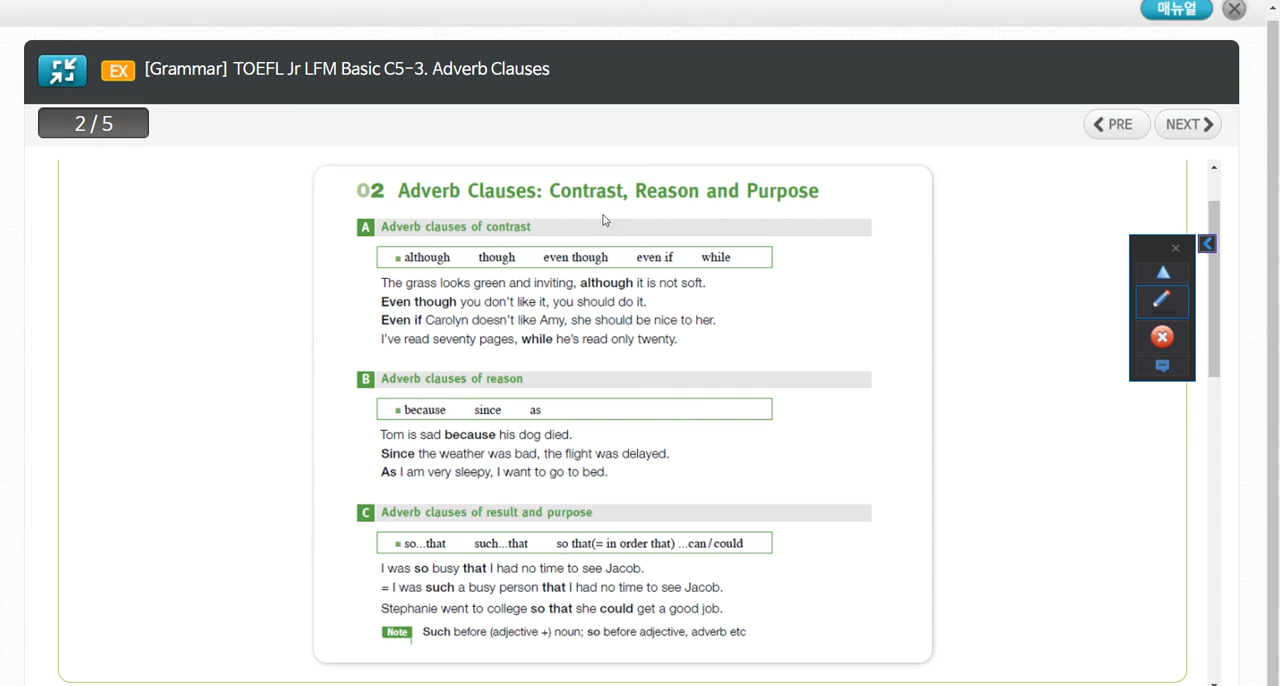 매뉴얼
EX [Grammar] TOEFL Jr LFM Basic C5-3. Adverb Clauses
2 / 5
PRE
NEXT
02 Adverb Clauses: Contrast, Reason and Purpose
A Adverb clauses of contrast
although though even though even if while
The grass looks green and inviting, although it is not soft.
Even though you don't like it, you should do it.
Even if Carolyn doesn't like Amy, she should be nice to her.
I've read seventy pages, while he's read only twenty.
B Adverb clauses of reason
because since as
Tom is sad because his dog died.
Since the weather was bad, the flight was delayed.
As I am very sleepy, I want to go to bed.
C Adverb clauses of result and purpose
so...that such...that so that(= in order that) ...can / could
I was so busy that I had no time to see Jacob.
= I was such a busy person that I had no time to see Jacob.
Stephanie went to college so that she could get a good job.
Note Such before (adjective +) noun; so before adjective, adverb etc